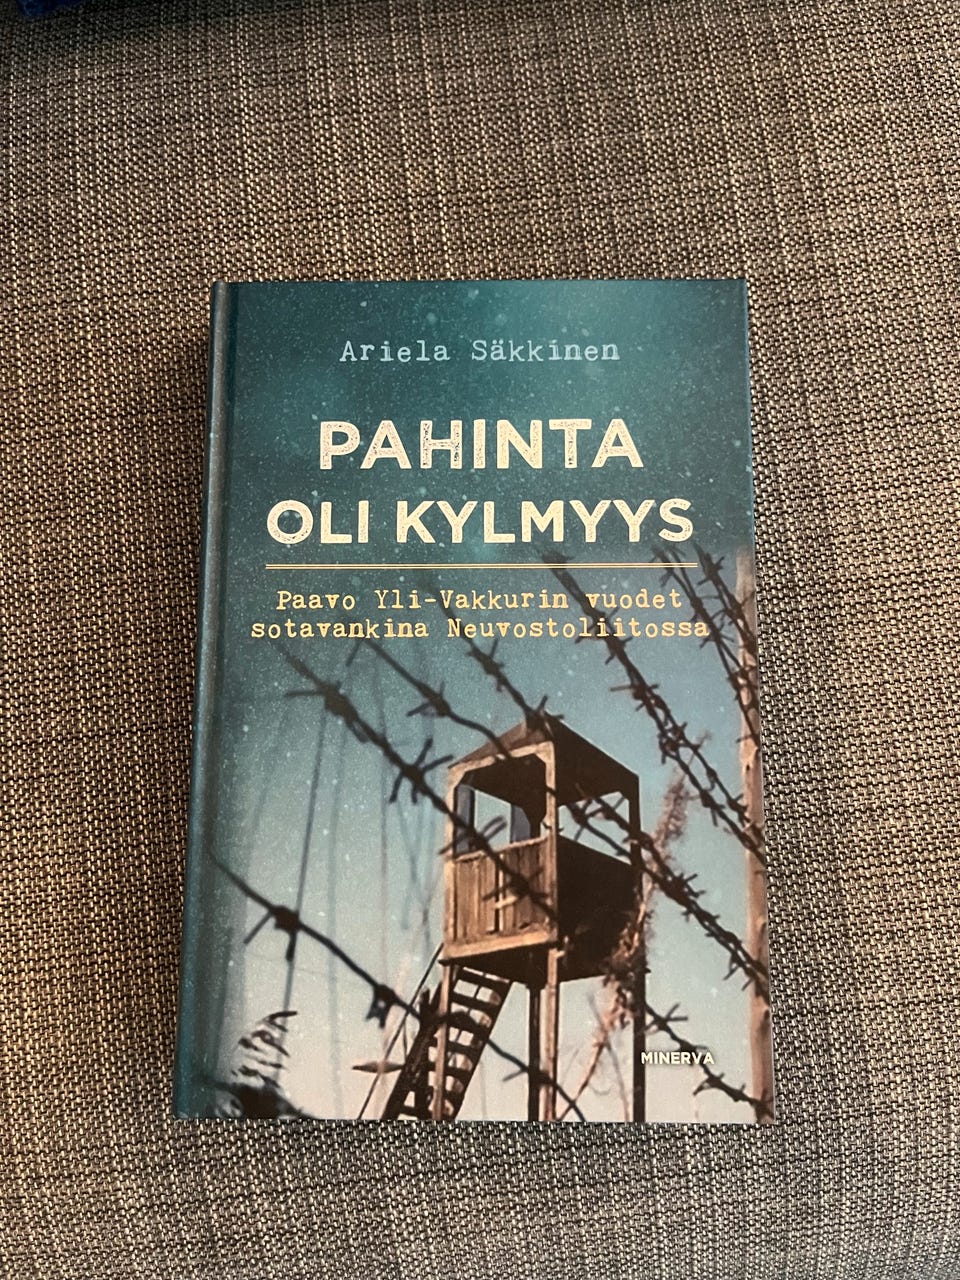 Ariela Säkkinen
PAHINTA
OLI KYLMYYS
Paavo Yli-Vakkurin vuodet
sotavankina Neuvostoliitossa
MINERVA